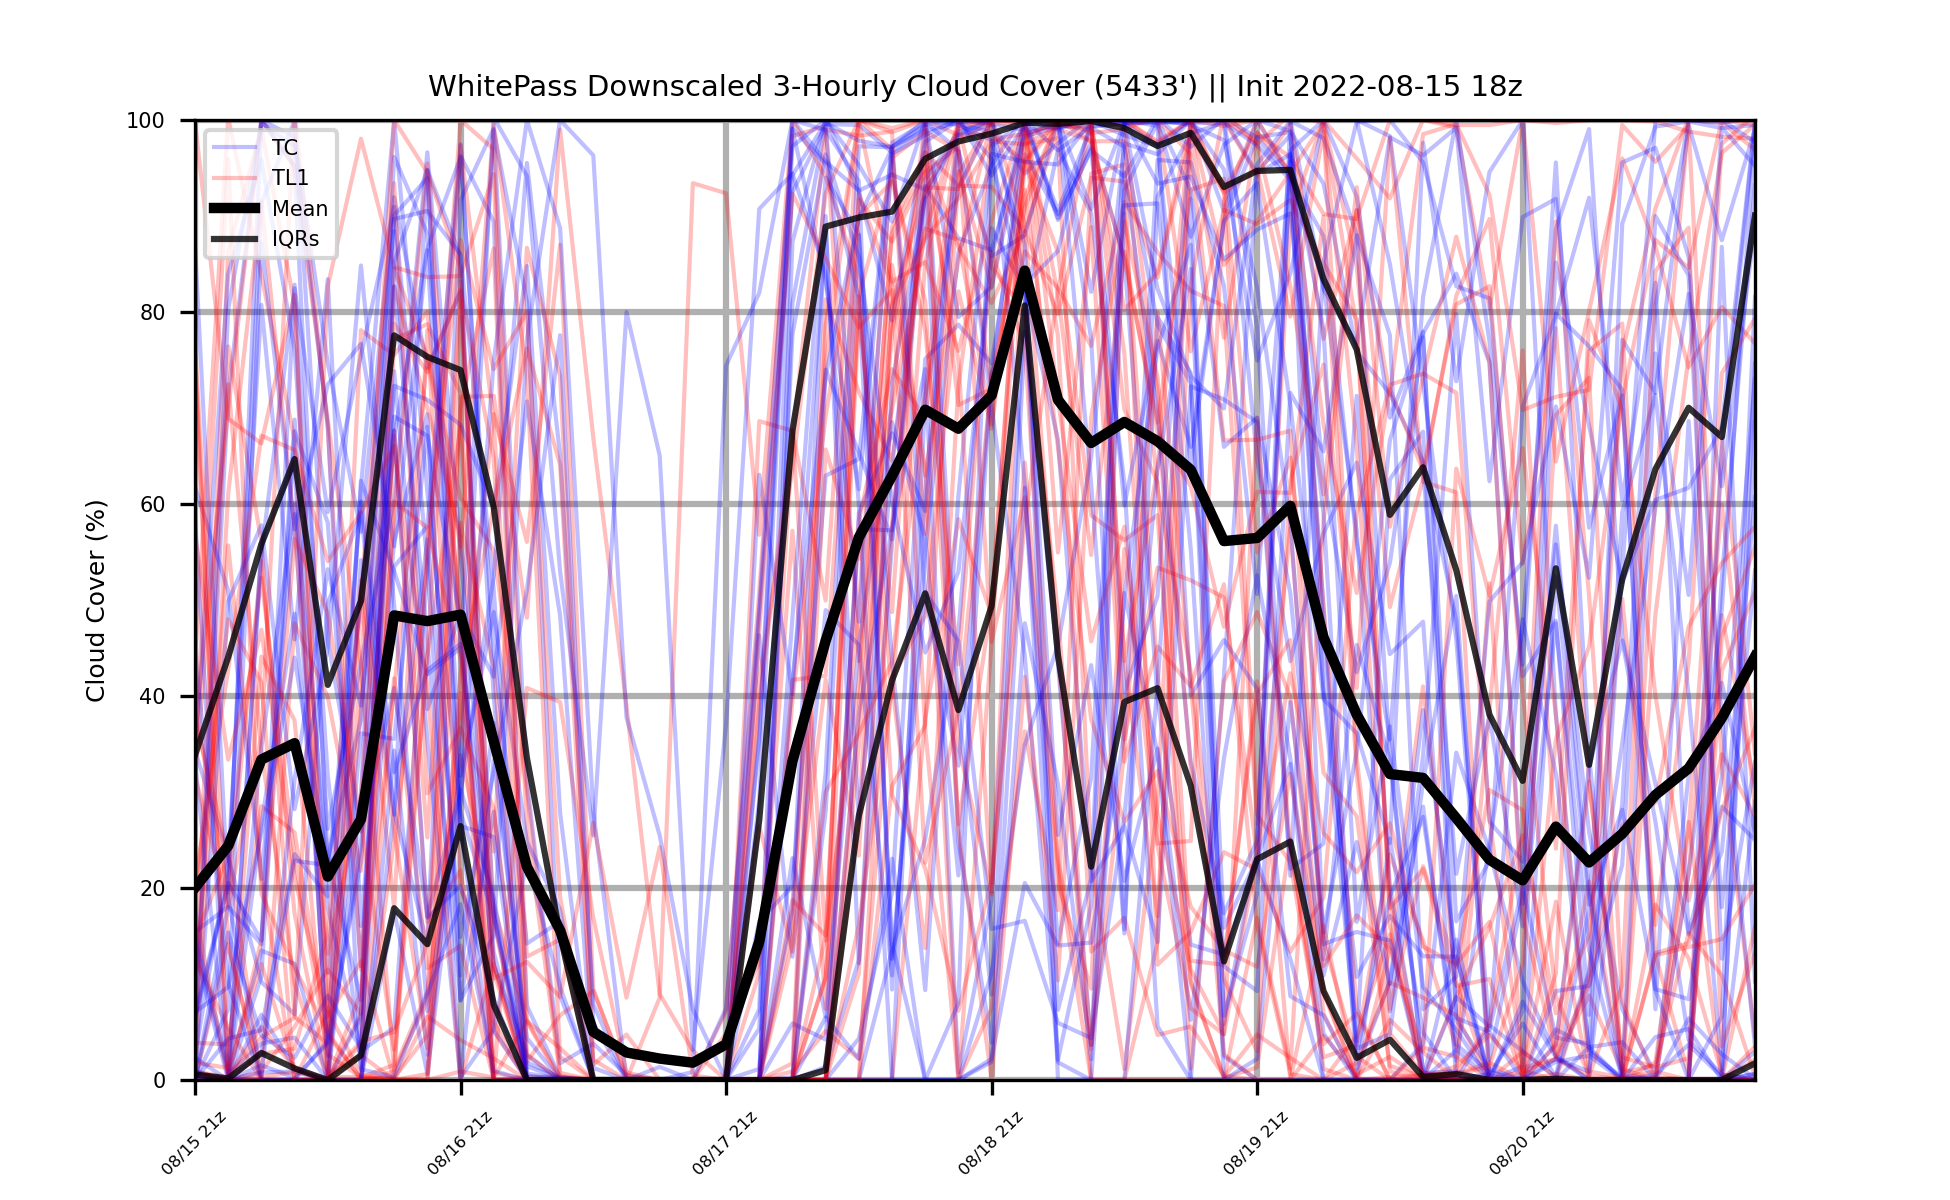 WhitePass Downscaled 3-Hourly Cloud Cover (5433') || Init 2022-08-15 18z
100
80
60
40
20
0
Cloud Cover (%)
TC
TL1
Mean
IQRs
08/15 21z
08/16 21z
08/17 21z
08/18 21z
08/19 21z
08/20 21z